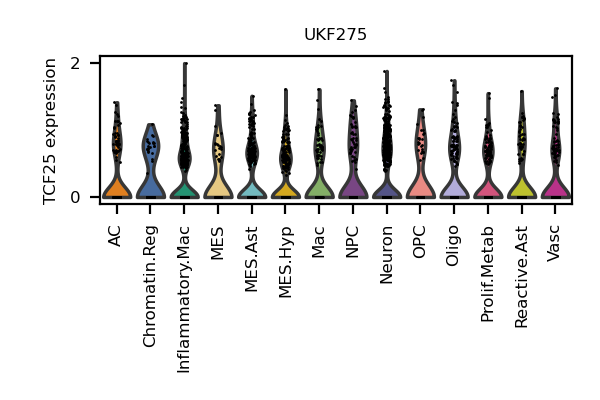 UKF275
TCF25 expression
2
0
AC
Chromatin.Reg
Inflammatory.Mac
MES
MES.Ast
MES.Hyp
Mac
NPC
Neuron
OPC
Oligo
Prolif.Metab
Reactive.Ast
Vasc